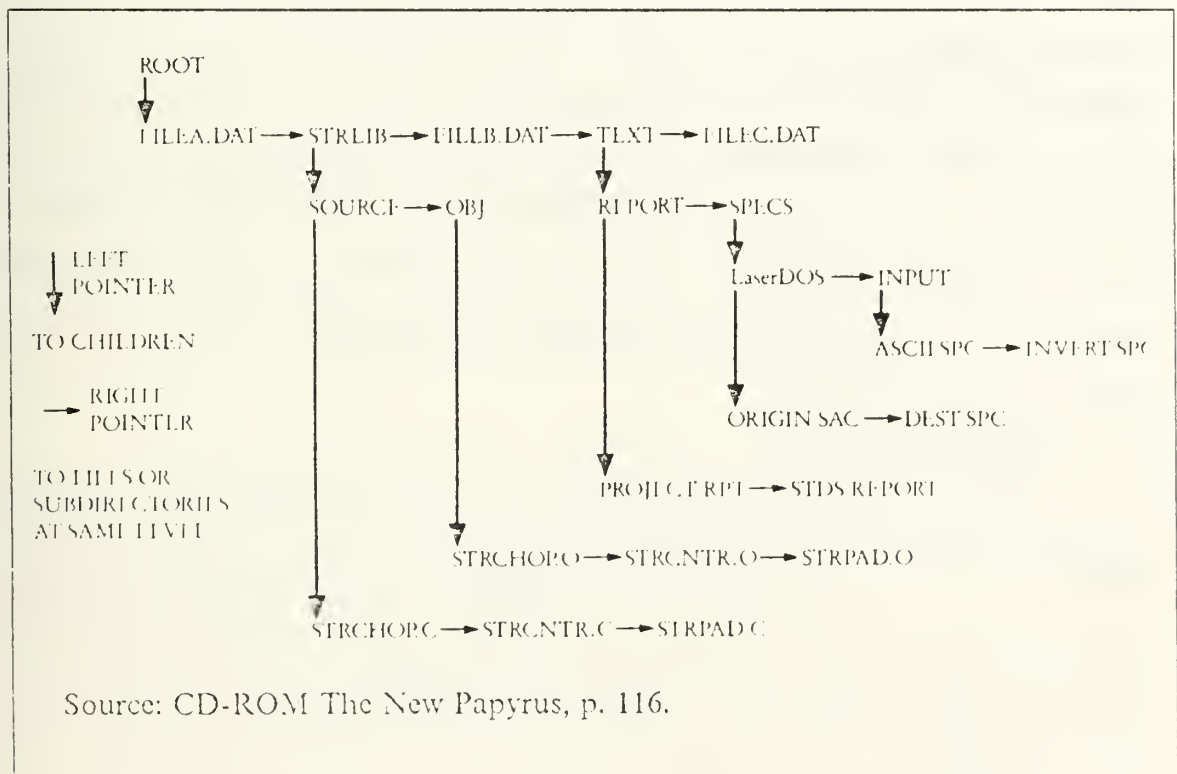 ROOT
FILEA.DAT STRLIB FILEB.DAT TEXT FILEC.DAT
SOURCE OBJ REPORT SPECS
LEFT
POINTER
LaserDOS INPUT
TO CHILDREN
ASCII.SPC INVERT.SPC
RIGHT
POINTER
ORIGIN.SAC DEST.SPC
TO FILES OR
SUBDIRECTORIES
AT SAME LEVEL
PROJECT.RPT STDS.REPORT
STRCHOP.O STRCNTR.O STRPAD.O
STRCHOP.C STRCNTR.C STRPAD.C
Source: CD-ROM The New Papyrus, p. 116.